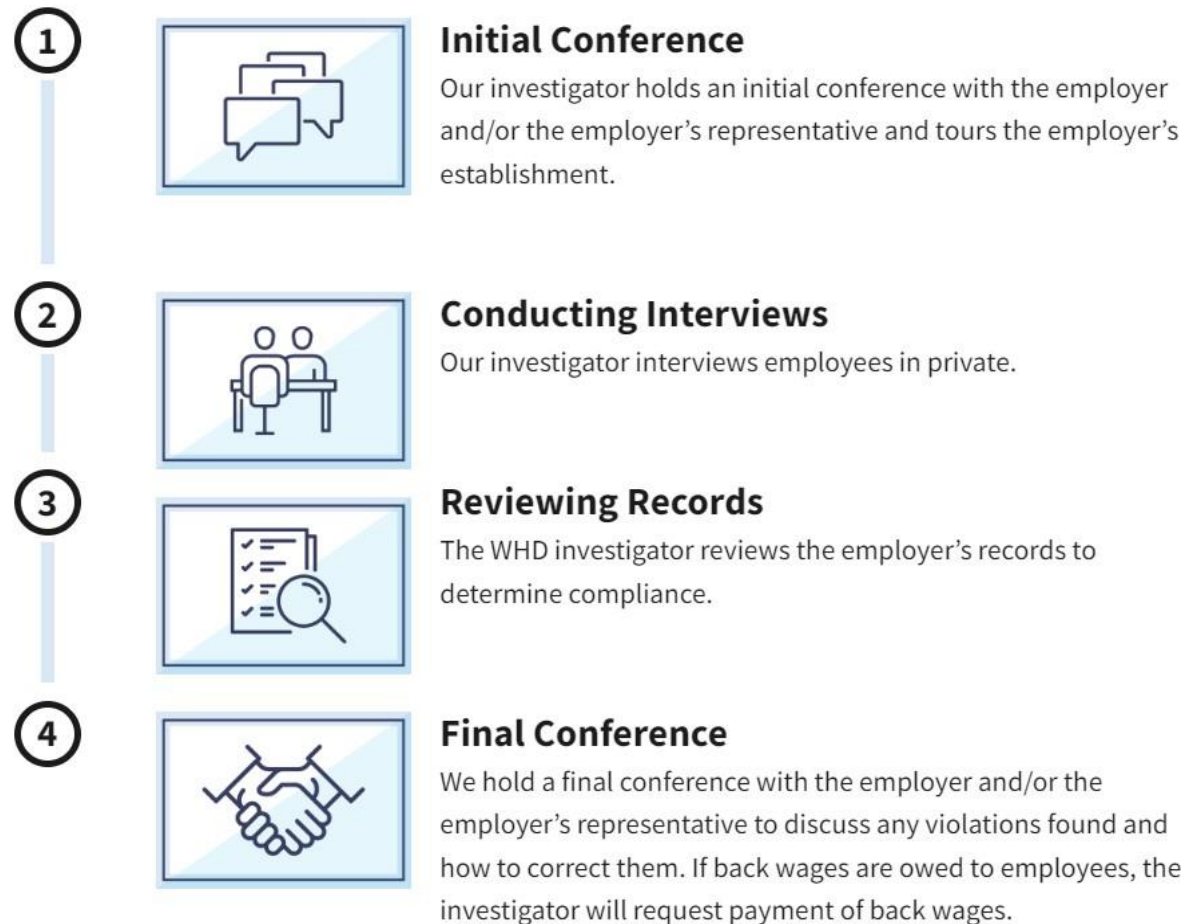 1
Initial Conference
Our investigator holds an initial conference with the employer
and/or the employer’s representative and tours the employer’s
establishment.
2
Conducting Interviews
Our investigator interviews employees in private.
3
Reviewing Records
The WHD investigator reviews the employer’s records to
determine compliance.
4
Final Conference
We hold a final conference with the employer and/or the
employer’s representative to discuss any violations found and
how to correct them. If back wages are owed to employees, the
investigator will request payment of back wages.